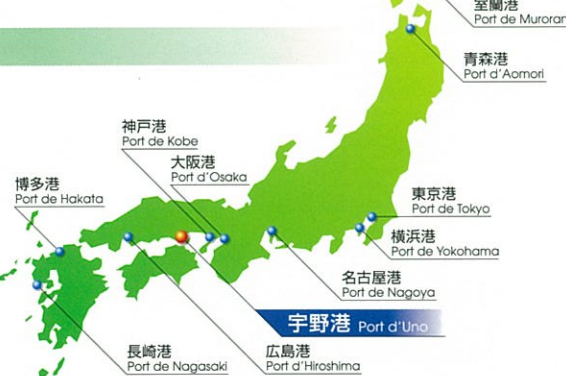 室蘭港
Port de Muroran
青森港
Port d'Aomori
神戸港
Port de Kobe
大阪港
Port d'Osaka
博多港
Port de Hakata
東京港
Port de Tokyo
横浜港
Port de Yokohama
名古屋港
Port de Nagoya
宇野港 Port d'Uno
長崎港
Port de Nagasaki
広島港
Port d'Hiroshima